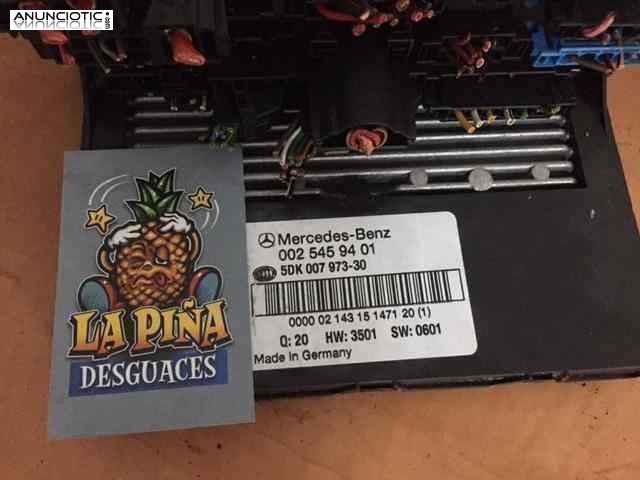 ANUNCIOTIC.com
Mercedes-Benz
002 545 94 01
5DK 007 973-30
0000 02 143 15 1471 20 (1)
Q: 20 HW: 3501 SW: 0601
Made in Germany
LA PIÑA
DESGUACES